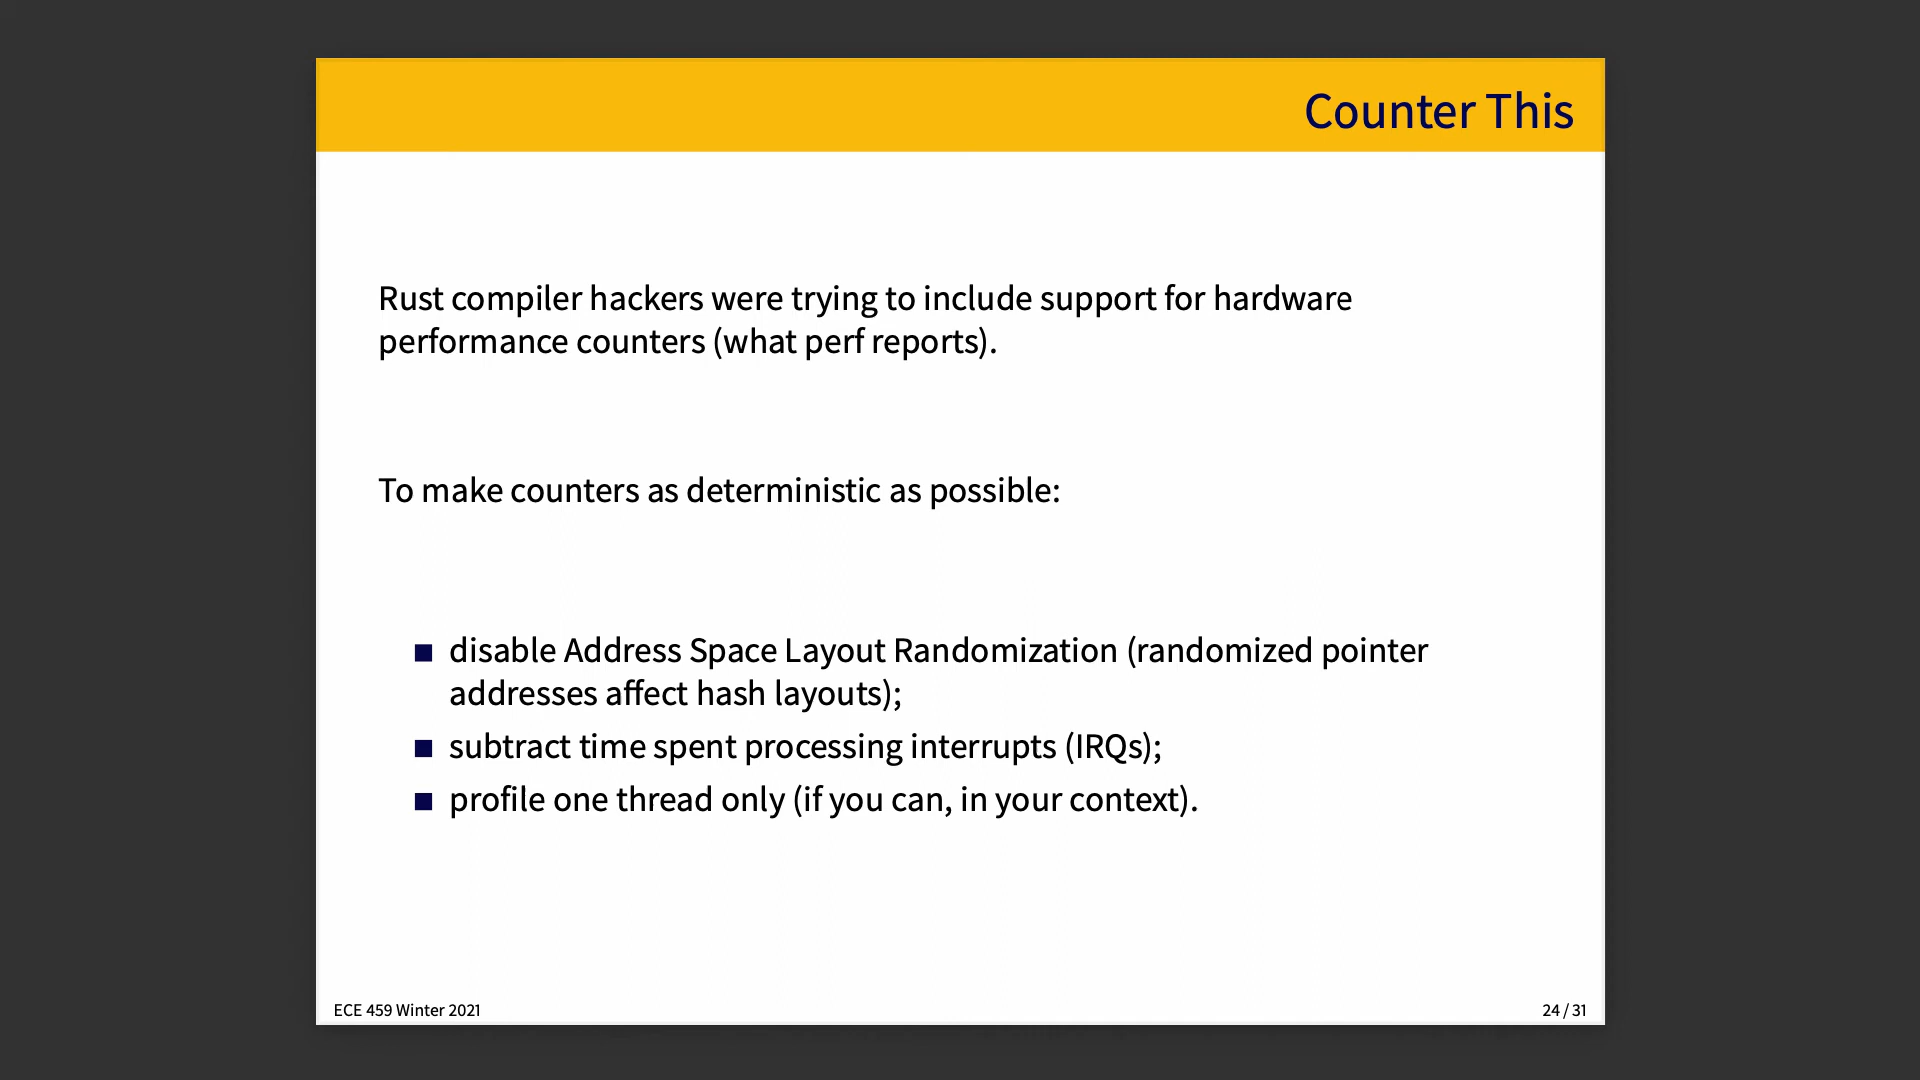 Counter This
Rust compiler hackers were trying to include support for hardware
performance counters (what perf reports).
To make counters as deterministic as possible:
■ disable Address Space Layout Randomization (randomized pointer
addresses affect hash layouts);
■ subtract time spent processing interrupts (IRQs);
■ profile one thread only (if you can, in your context).
ECE 459 Winter 2021
24 / 31